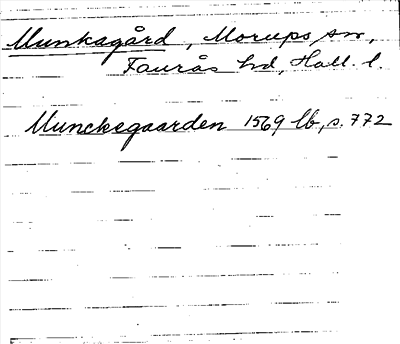 Munkagård, Morups sn,
Faurås hd, Hall. l.
Munckegaarden 1569 lb, s. 772